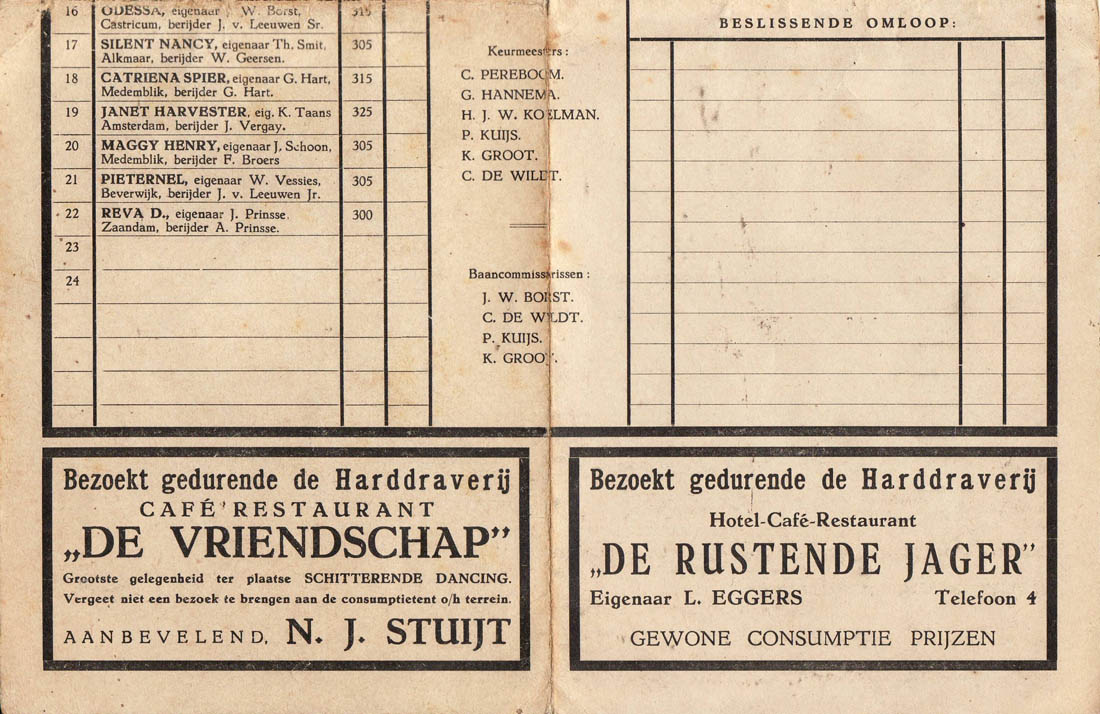 16 ODESSA, eigenaar J. W. Borst, 315
Castricum, berijder J. v. Leeuwen Sr.
17 SILENT NANCY, eigenaar Th. Smit, 305
Alkmaar, berijder W. Geersen.
18 CATRIENA SPIER, eigenaar G. Hart, 315
Medemblik, berijder G. Hart.
19 JANET HARVESTER, eig. K. Taans 325
Amsterdam, berijder J. Vergay.
20 MAGGY HENRY, eigenaar J. Schoon, 305
Medemblik, berijder F. Broers
21 PIETERNEL, eigenaar W. Vessies, 305
Beverwijk, berijder J. v. Leeuwen Jr.
22 REVA D., eigenaar J. Prinsse. 300
Zaandam, berijder A. Prinsse.
23
24
Keurmeesters :
C. PEREBOOM.
G. HANNEMA.
H. J. W. KOELMAN.
P. KUIJS.
K. GROOT.
C. DE WILDT.
Baancommissarissen :
J. W. BORST.
C. DE WILDT.
P. KUIJS.
K. GROOT.
BESLISSENDE OMLOOP:
Bezoekt gedurende de Harddraverij
CAFÉ RESTAURANT
„DE VRIENDSCHAP”
Grootste gelegenheid ter plaatse SCHITTERENDE DANCING.
Vergeet niet een bezoek te brengen aan de consumptietent o/h terrein.
AANBEVELEND, N. J. STUIJT
Bezoekt gedurende de Harddraverij
Hotel-Café-Restaurant
„DE RUSTENDE JAGER”
Eigenaar L. EGGERS Telefoon 4
GEWONE CONSUMPTIE PRIJZEN